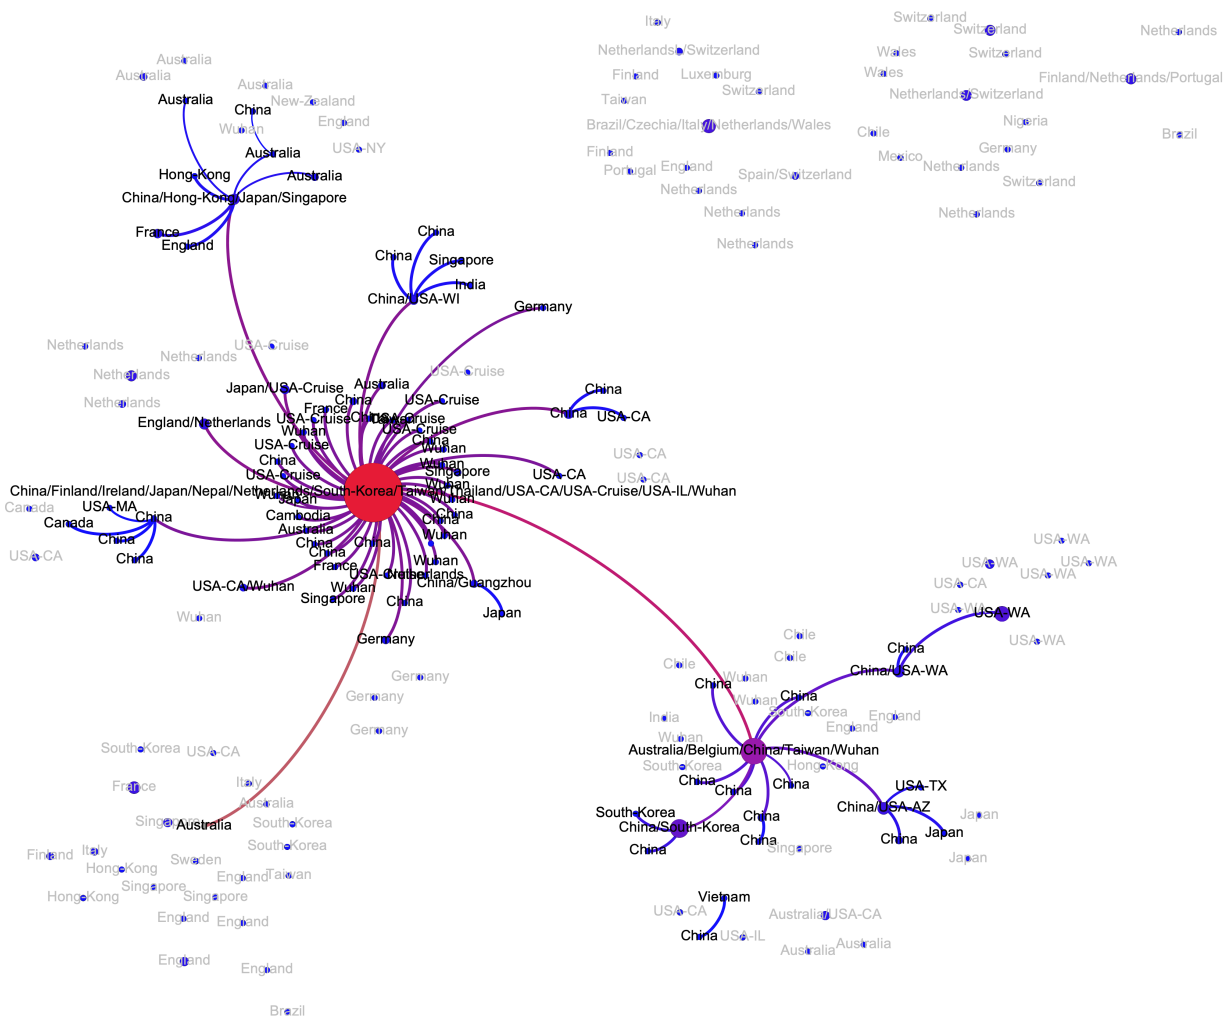 Italy
Switzerland
Switzerland
Netherlands
Netherlands/Switzerland
Wales
Switzerland
Australia
Australia
Finland
Luxemburg
Wales
Finland/Netherlands/Portugal
Australia
Switzerland
Netherlands/Switzerland
Australia
China
New-Zealand
Taiwan
Wuhan
England
Brazil/Czechia/Italy/Netherlands/Wales
Nigeria
Chile
Brazil
USA-NY
Australia
Finland
Mexico
Germany
Hong-Kong
Australia
Portugal
England
Spain/Switzerland
Netherlands
Switzerland
China/Hong-Kong/Japan/Singapore
Netherlands
Netherlands
Netherlands
France
England
China
Netherlands
China
Singapore
India
China/USA-WI
Germany
Netherlands
Netherlands
USA-Cruise
Netherlands
USA-Cruise
Japan/USA-Cruise
Australia
China
Netherlands
China
USA-Cruise
England/Netherlands
France
USA-Cruise
China
USA-CA
Wuhan
USA-Cruise
USA-Cruise
China
Wuhan
USA-CA
China
Wuhan
USA-Cruise
Singapore
USA-CA
USA-CA
China/Finland/Ireland/Japan/Nepal/Netherlands/South-Korea/Taiwan/Thailand/USA-CA/USA-Cruise/USA-IL/Wuhan
Wuhan
Wuhan
Japan
Wuhan
Canada
USA-MA
Canada
China
Cambodia
China
China
Australia
Wuhan
China
China
China
China
China
USA-CA
France
Wuhan
USA-Cruise
Netherlands
China/Guangzhou
USA-CA/Wuhan
Wuhan
Singapore
China
Japan
Wuhan
Germany
USA-WA
USA-WA
USA-WA
USA-WA
USA-CA
USA-WA
USA-WA
USA-WA
Chile
China
Chile
Chile
China/USA-WA
Germany
Wuhan
China
Germany
Wuhan
China
South-Korea
India
England
England
Germany
Wuhan
South-Korea
USA-CA
Australia/Belgium/China/Taiwan/Wuhan
South-Korea
Hong-Kong
France
Italy
China
China
China
USA-TX
Australia
China/USA-AZ
Singapore
Australia
South-Korea
South-Korea
China
Japan
China/South-Korea
Japan
South-Korea
China
China
China
Singapore
Japan
Finland
Italy
Hong-Kong
Sweden
England
Taiwan
Singapore
Hong-Kong
Singapore
Vietnam
England
England
USA-CA
Australia/USA-CA
China
USA-IL
Australia
Australia
England
England
Brazil